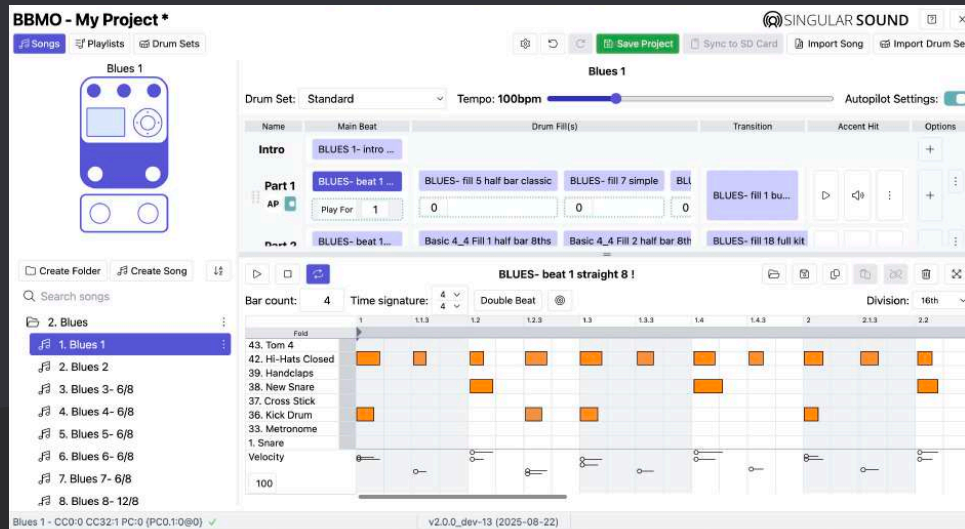 BBMO - My Project *
SINGULAR SOUND
Songs Playlists Drum Sets
Save Project Sync to SD Card Import Song Import Drum Se
Blues 1
Blues 1
Drum Set: Standard Tempo: 100bpm Autopilot Settings:
Name Main Beat Drum Fill(s) Transition Accent Hit Options
Intro BLUES 1- intro ... +
Part 1 BLUES- beat 1 ... BLUES- fill 5 half bar classic BLUES- fill 7 simple BLU
AP Play For 1 0 0 0 BLUES- fill 1 bu... +
Part 2 BLUES- beat 1... Basic 4_4 Fill 1 half bar 8ths Basic 4_4 Fill 2 half bar 8th BLUES- fill 18 full kit
Create Folder Create Song
Search songs
2. Blues
1. Blues 1
2. Blues 2
3. Blues 3- 6/8
4. Blues 4- 6/8
5. Blues 5- 6/8
6. Blues 6- 6/8
7. Blues 7- 6/8
8. Blues 8- 12/8
BLUES- beat 1 straight 8 !
Bar count: 4 Time signature: 4 4 Double Beat Division: 16th
1 1.1.3 1.2 1.2.3 1.3 1.3.3 1.4 1.4.3 2 2.1.3 2.2
Fold
43. Tom 4
42. Hi-Hats Closed
39. Handclaps
38. New Snare
37. Cross Stick
36. Kick Drum
33. Metronome
1. Snare
Velocity
100
Blues 1 - CC0:0 CC32:1 PC:0 {PC0.1:0@0} ✓ v2.0.0_dev-13 (2025-08-22)